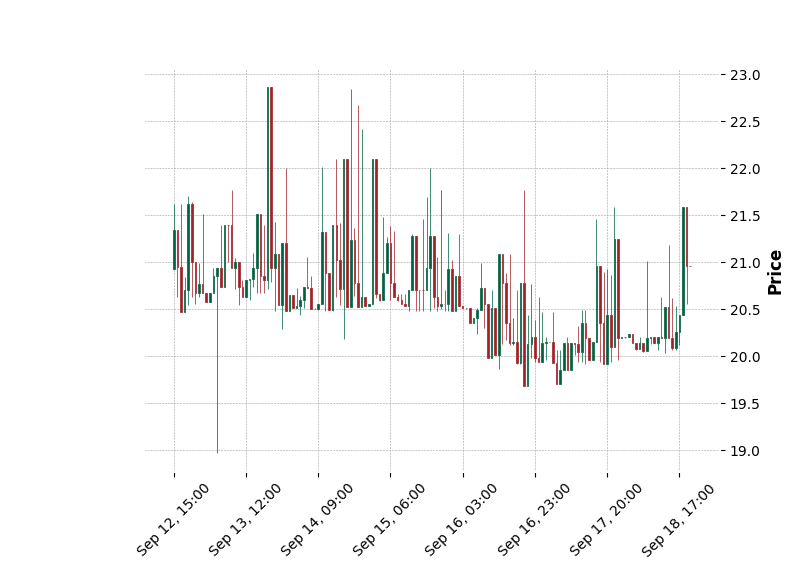 23.0
22.5
22.0
21.5
21.0
20.5
20.0
19.5
19.0
Price
Sep 12, 15:00
Sep 13, 12:00
Sep 14, 09:00
Sep 15, 06:00
Sep 16, 03:00
Sep 16, 23:00
Sep 17, 20:00
Sep 18, 17:00